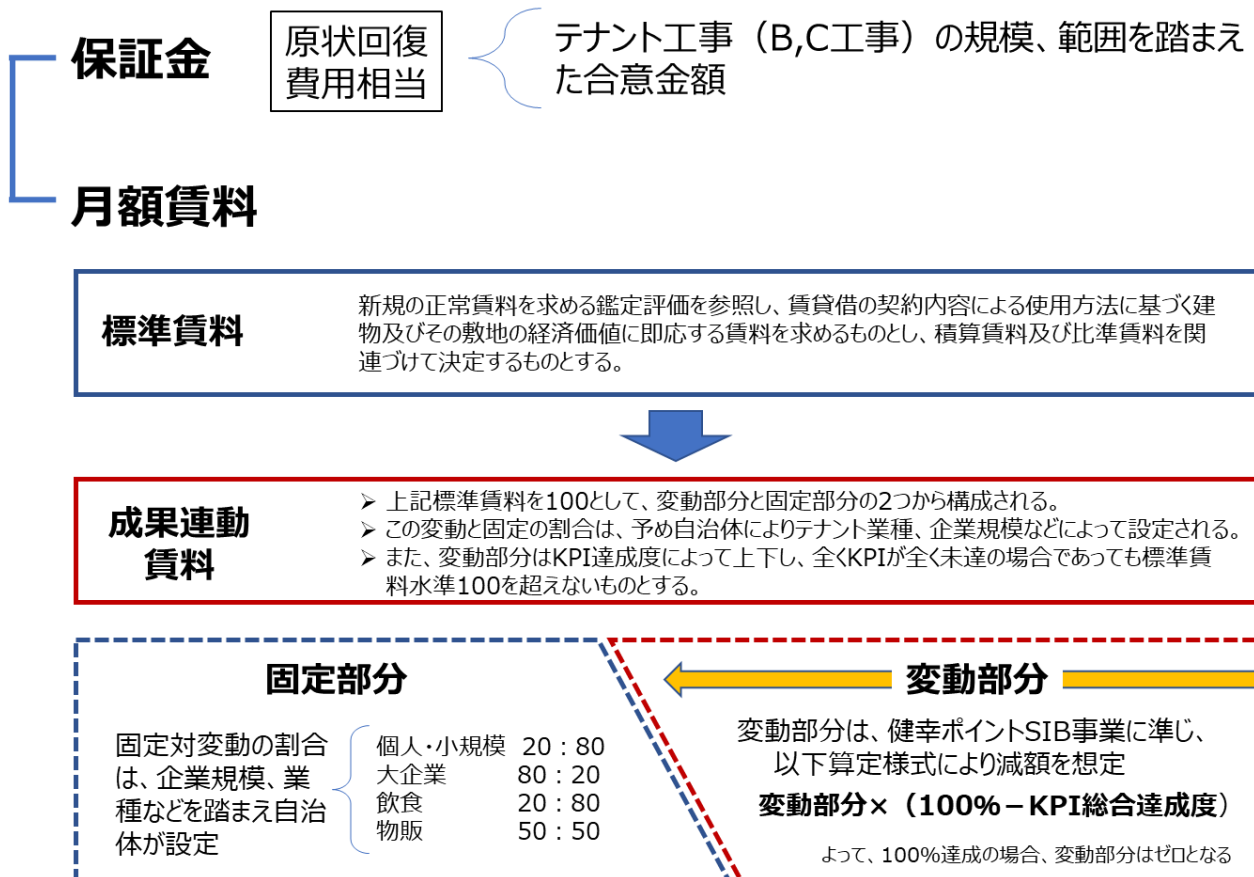 保証金
原状回復
費用相当
テナント工事（B,C工事）の規模、範囲を踏まえ
た合意金額
月額賃料
標準賃料
新規の正常賃料を求める鑑定評価を参照し、賃貸借の契約内容による使用方法に基づく建
物及びその敷地の経済価値に即応する賃料を求めるものとし、積算賃料及び比準賃料を関
連づけて決定するものとする。
成果連動
賃料
➢ 上記標準賃料を100として、変動部分と固定部分の2つから構成される。
➢ この変動と固定の割合は、予め自治体によりテナント業種、企業規模などによって設定される。
➢ また、変動部分はKPI達成度によって上下し、全くKPIが全く未達の場合であっても標準賃
料水準100を超えないものとする。
固定部分
固定対変動の割合
は、企業規模、業
種などを踏まえ自治
体が設定
個人・小規模 20：80
大企業 80：20
飲食 20：80
物販 50：50
変動部分
変動部分は、健幸ポイントSIB事業に準じ、
以下算定様式により減額を想定
変動部分×（100%－KPI総合達成度）
よって、100%達成の場合、変動部分はゼロとなる